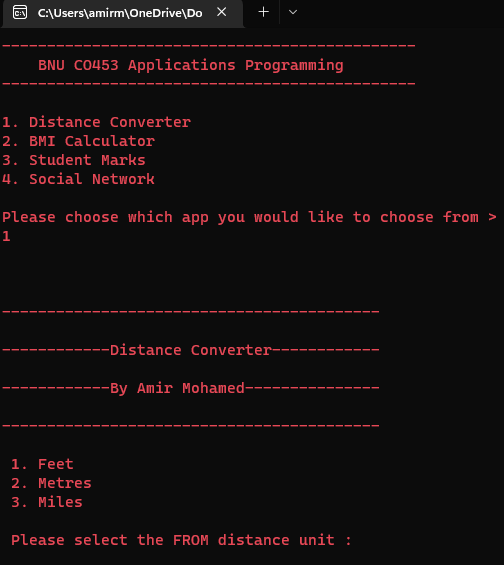 C:\Users\amirm\OneDrive\Do
----------------------------------------------
BNU CO453 Applications Programming
----------------------------------------------
1. Distance Converter
2. BMI Calculator
3. Student Marks
4. Social Network
Please choose which app you would like to choose from >
1
------------------------------------------
------------Distance Converter------------
------------By Amir Mohamed---------------
------------------------------------------
1. Feet
2. Metres
3. Miles
Please select the FROM distance unit :